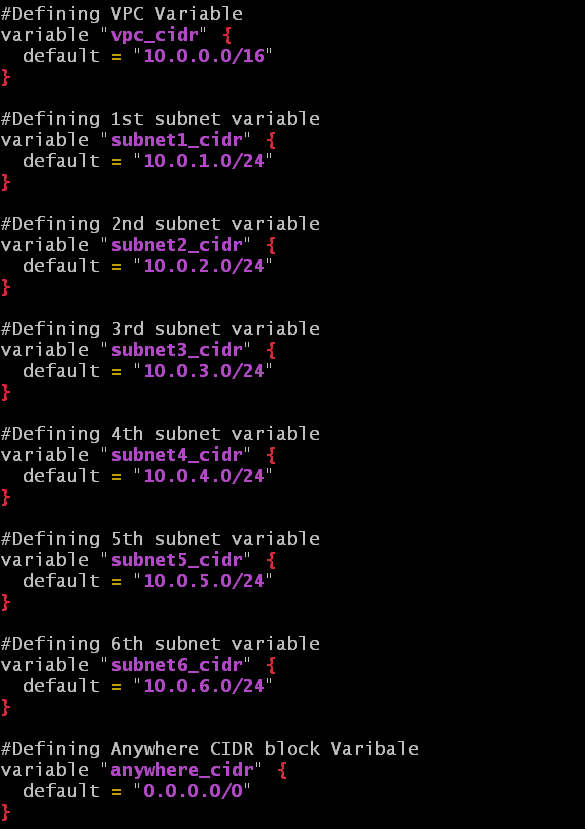 #Defining VPC Variable
variable "vpc_cidr" {
  default = "10.0.0.0/16"
}

#Defining 1st subnet variable
variable "subnet1_cidr" {
  default = "10.0.1.0/24"
}

#Defining 2nd subnet variable
variable "subnet2_cidr" {
  default = "10.0.2.0/24"
}

#Defining 3rd subnet variable
variable "subnet3_cidr" {
  default = "10.0.3.0/24"
}

#Defining 4th subnet variable
variable "subnet4_cidr" {
  default = "10.0.4.0/24"
}

#Defining 5th subnet variable
variable "subnet5_cidr" {
  default = "10.0.5.0/24"
}

#Defining 6th subnet variable
variable "subnet6_cidr" {
  default = "10.0.6.0/24"
}

#Defining Anywhere CIDR block Varibale
variable "anywhere_cidr" {
  default = "0.0.0.0/0"
}